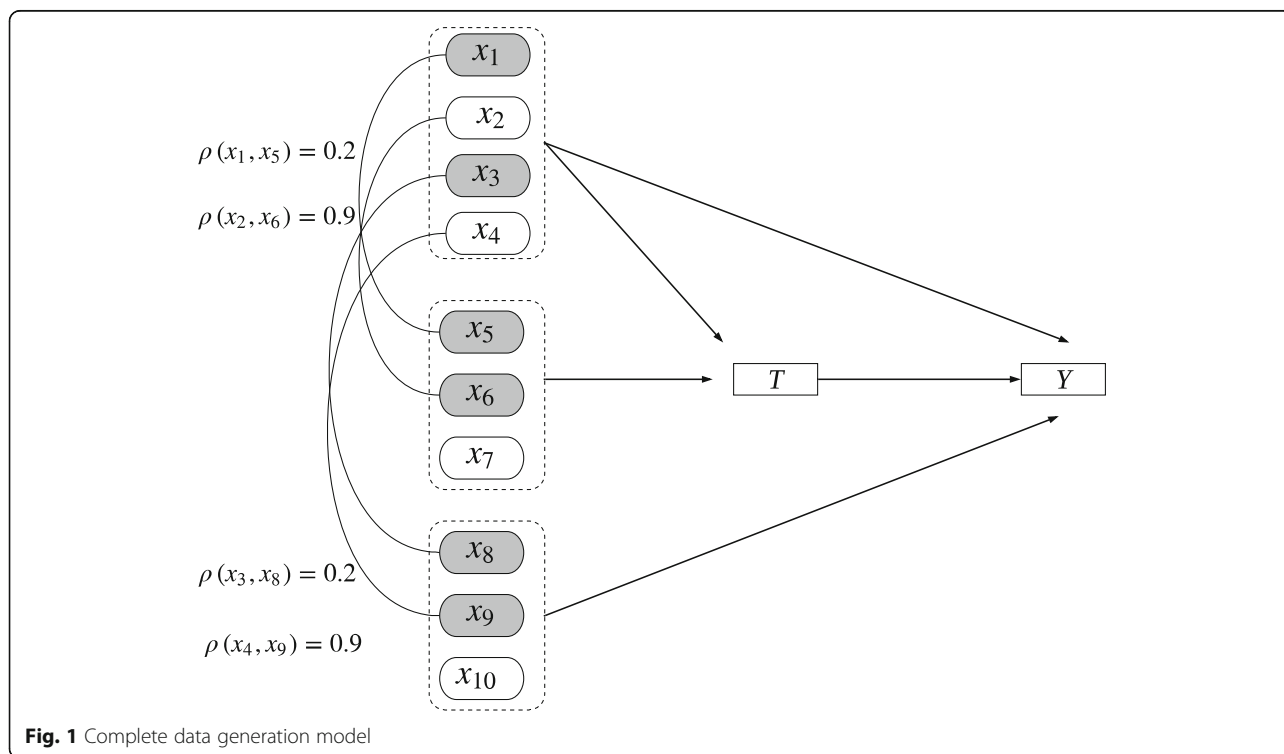 x1
x2
ρ(x1, x5) = 0.2
x3
ρ(x2, x6) = 0.9
x4
x5
x6
T
Y
x7
x8
ρ(x3, x8) = 0.2
x9
ρ(x4, x9) = 0.9
x10
Fig. 1 Complete data generation model